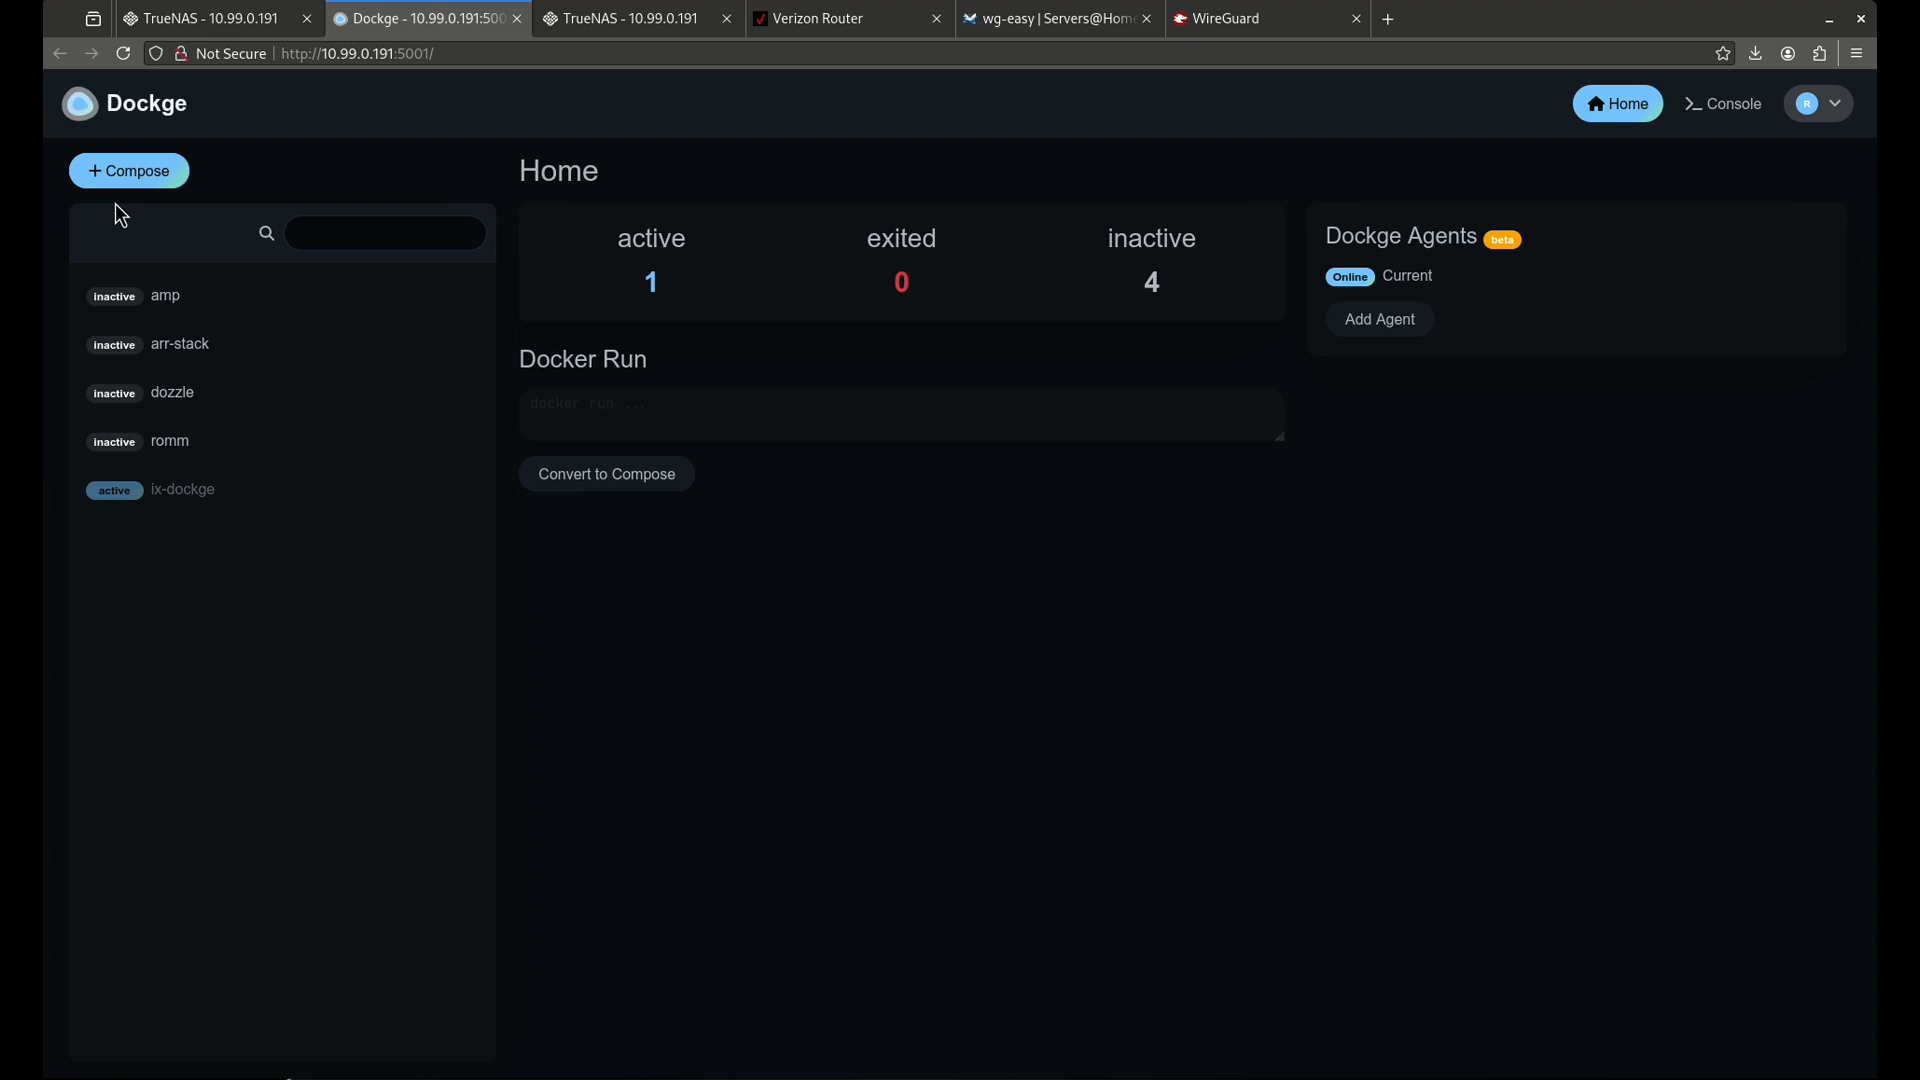 TrueNAS - 10.99.0.191
Dockge - 10.99.0.191:500
TrueNAS - 10.99.0.191
Verizon Router
wg-easy | Servers@Home
WireGuard
Not Secure
http://10.99.0.191:5001/
Dockge
Home
Console
R
+ Compose
Home
active
1
exited
0
inactive
4
Dockge Agents beta
Online Current
Add Agent
inactive amp
inactive arr-stack
inactive dozzle
inactive romm
active ix-dockge
Docker Run
docker run ...
Convert to Compose